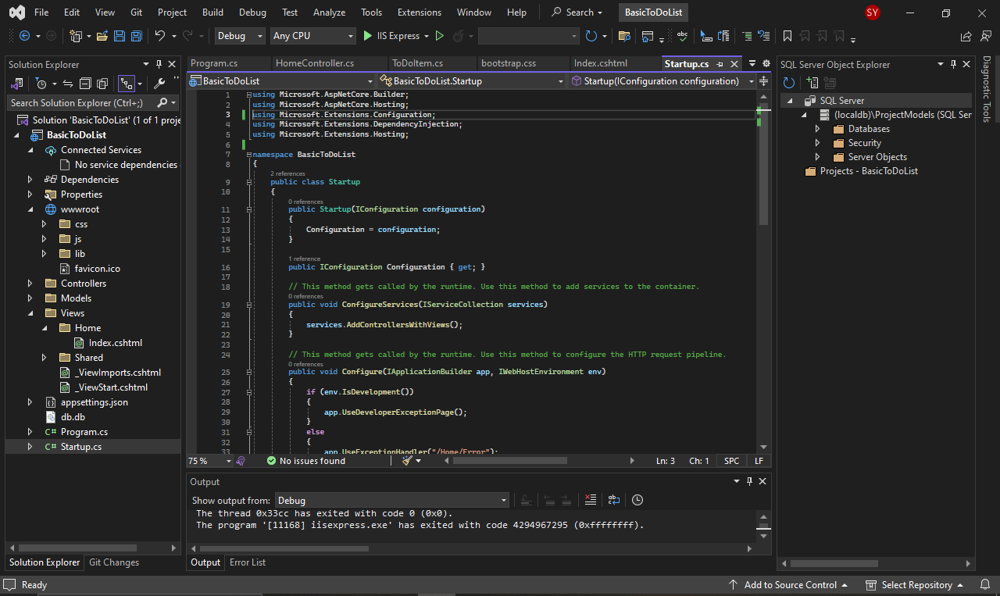 File Edit View Git Project Build Debug Test Analyze Tools Extensions Window Help Search BasicToDoList SY
Debug Any CPU IIS Express
Solution Explorer
Search Solution Explorer (Ctrl+;)
Solution 'BasicToDoList' (1 of 1 proje
BasicToDoList
Connected Services
No service dependencies
Dependencies
Properties
wwwroot
css
js
lib
favicon.ico
Controllers
Models
Views
Home
Index.cshtml
Shared
_ViewImports.cshtml
_ViewStart.cshtml
appsettings.json
db.db
C# Program.cs
C# Startup.cs
Solution Explorer Git Changes
Program.cs HomeController.cs ToDoItem.cs bootstrap.css Index.cshtml Startup.cs
BasicToDoList BasicToDoList.Startup Startup(IConfiguration configuration)
1 using Microsoft.AspNetCore.Builder;
2 using Microsoft.AspNetCore.Hosting;
3 using Microsoft.Extensions.Configuration;
4 using Microsoft.Extensions.DependencyInjection;
5 using Microsoft.Extensions.Hosting;
6
7 namespace BasicToDoList
8 {
2 references
9 public class Startup
10 {
0 references
11 public Startup(IConfiguration configuration)
12 {
13 Configuration = configuration;
14 }
15
1 reference
16 public IConfiguration Configuration { get; }
17
18 // This method gets called by the runtime. Use this method to add services to the container.
0 references
19 public void ConfigureServices(IServiceCollection services)
20 {
21 services.AddControllersWithViews();
22 }
23
24 // This method gets called by the runtime. Use this method to configure the HTTP request pipeline.
0 references
25 public void Configure(IApplicationBuilder app, IWebHostEnvironment env)
26 {
27 if (env.IsDevelopment())
28 {
29 app.UseDeveloperExceptionPage();
30 }
31 else
32 {
33 app.UseExceptionHandler("/Home/Error");
75 % No issues found Ln: 3 Ch: 1 SPC LF
Output
Show output from: Debug
The thread 0x33cc has exited with code 0 (0x0).
The program '[11168] iisexpress.exe' has exited with code 4294967295 (0xffffffff).
Output Error List
SQL Server Object Explorer
SQL Server
(localdb)\ProjectModels (SQL Ser
Databases
Security
Server Objects
Projects - BasicToDoList
Diagnostic Tools
Ready Add to Source Control Select Repository